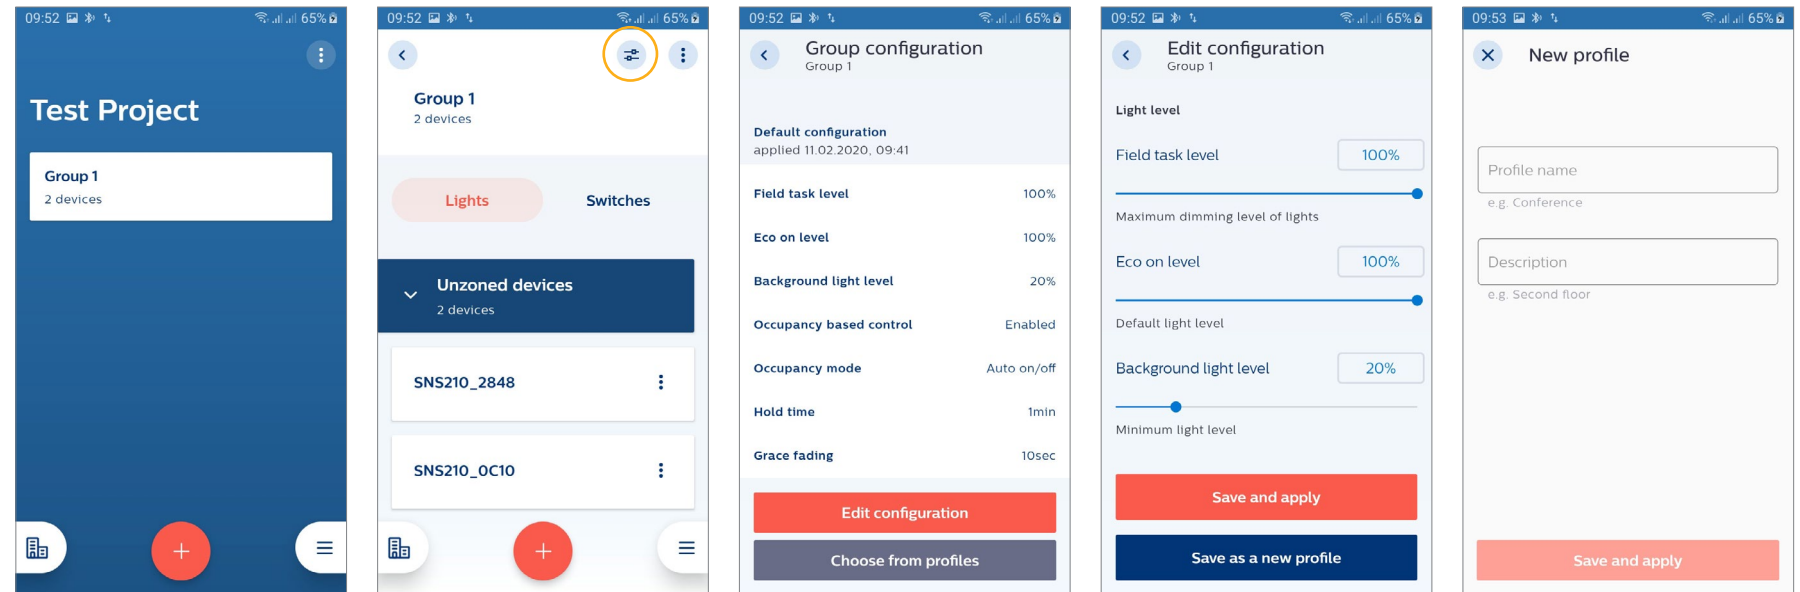 09:52 65%
Test Project
Group 1
2 devices
09:52 65%
Group 1
2 devices
Lights Switches
Unzoned devices
2 devices
SNS210_2848
SNS210_0C10
09:52 65%
Group configuration
Group 1
Default configuration
applied 11.02.2020, 09:41
Field task level 100%
Eco on level 100%
Background light level 20%
Occupancy based control Enabled
Occupancy mode Auto on/off
Hold time 1min
Grace fading 10sec
Edit configuration
Choose from profiles
09:52 65%
Edit configuration
Group 1
Light level
Field task level 100%
Maximum dimming level of lights
Eco on level 100%
Default light level
Background light level 20%
Minimum light level
Save and apply
Save as a new profile
09:53 65%
New profile
Profile name
e.g. Conference
Description
e.g. Second floor
Save and apply